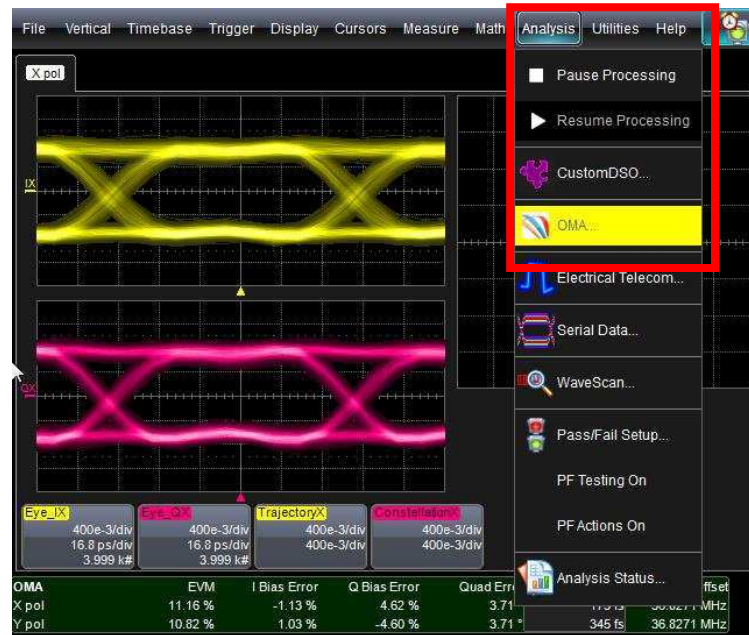 File Vertical Timebase Trigger Display Cursors Measure Math Analysis Utilities Help
X pol
Pause Processing
Resume Processing
CustomDSO...
IX
OMA...
Electrical Telecom...
Serial Data...
QX
WaveScan...
Pass/Fail Setup...
PF Testing On
PF Actions On
Analysis Status...
Eye_IX Eye_QX TrajectoryX ConstellationX
400e-3/div 400e-3/div 400e-3/div 400e-3/div
16.8 ps/div 16.8 ps/div 400e-3/div 400e-3/div
3.999 k# 3.999 k#
OMA EVM I Bias Error Q Bias Error Quad Err
X pol 11.16 % -1.13 % 4.62 % 3.71 MHz
Y pol 10.82 % 1.03 % -4.60 % 3.71 ° 345 fs 36.8271 MHz